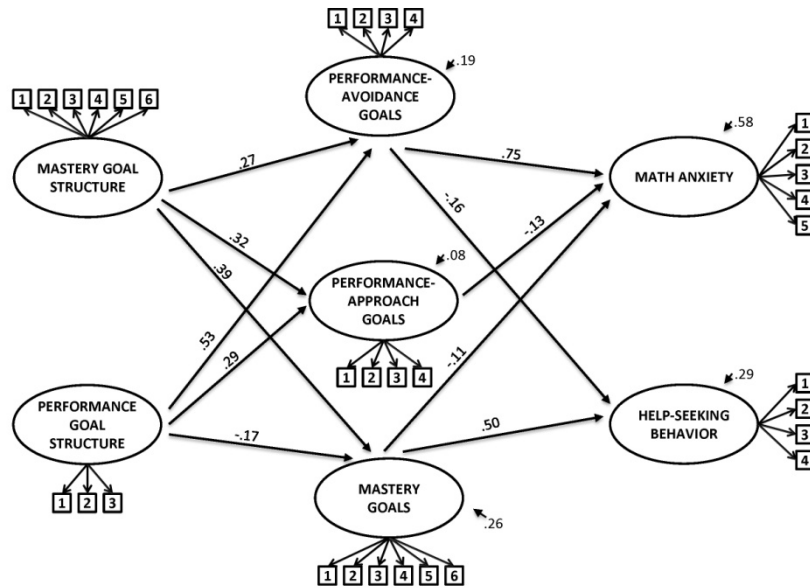 1 2 3 4
PERFORMANCE-
AVOIDANCE
GOALS
.19
1 2 3 4 5 6
MASTERY GOAL
STRUCTURE
.27
.75
.58
MATH ANXIETY
1
2
3
4
5
-.16
.32
-.13
.39
.08
PERFORMANCE-
APPROACH
GOALS
.53
.29
1 2 3 4
-.11
PERFORMANCE
GOAL
STRUCTURE
1 2 3
-.17
.50
.29
HELP-SEEKING
BEHAVIOR
1
2
3
4
MASTERY
GOALS
.26
1 2 3 4 5 6